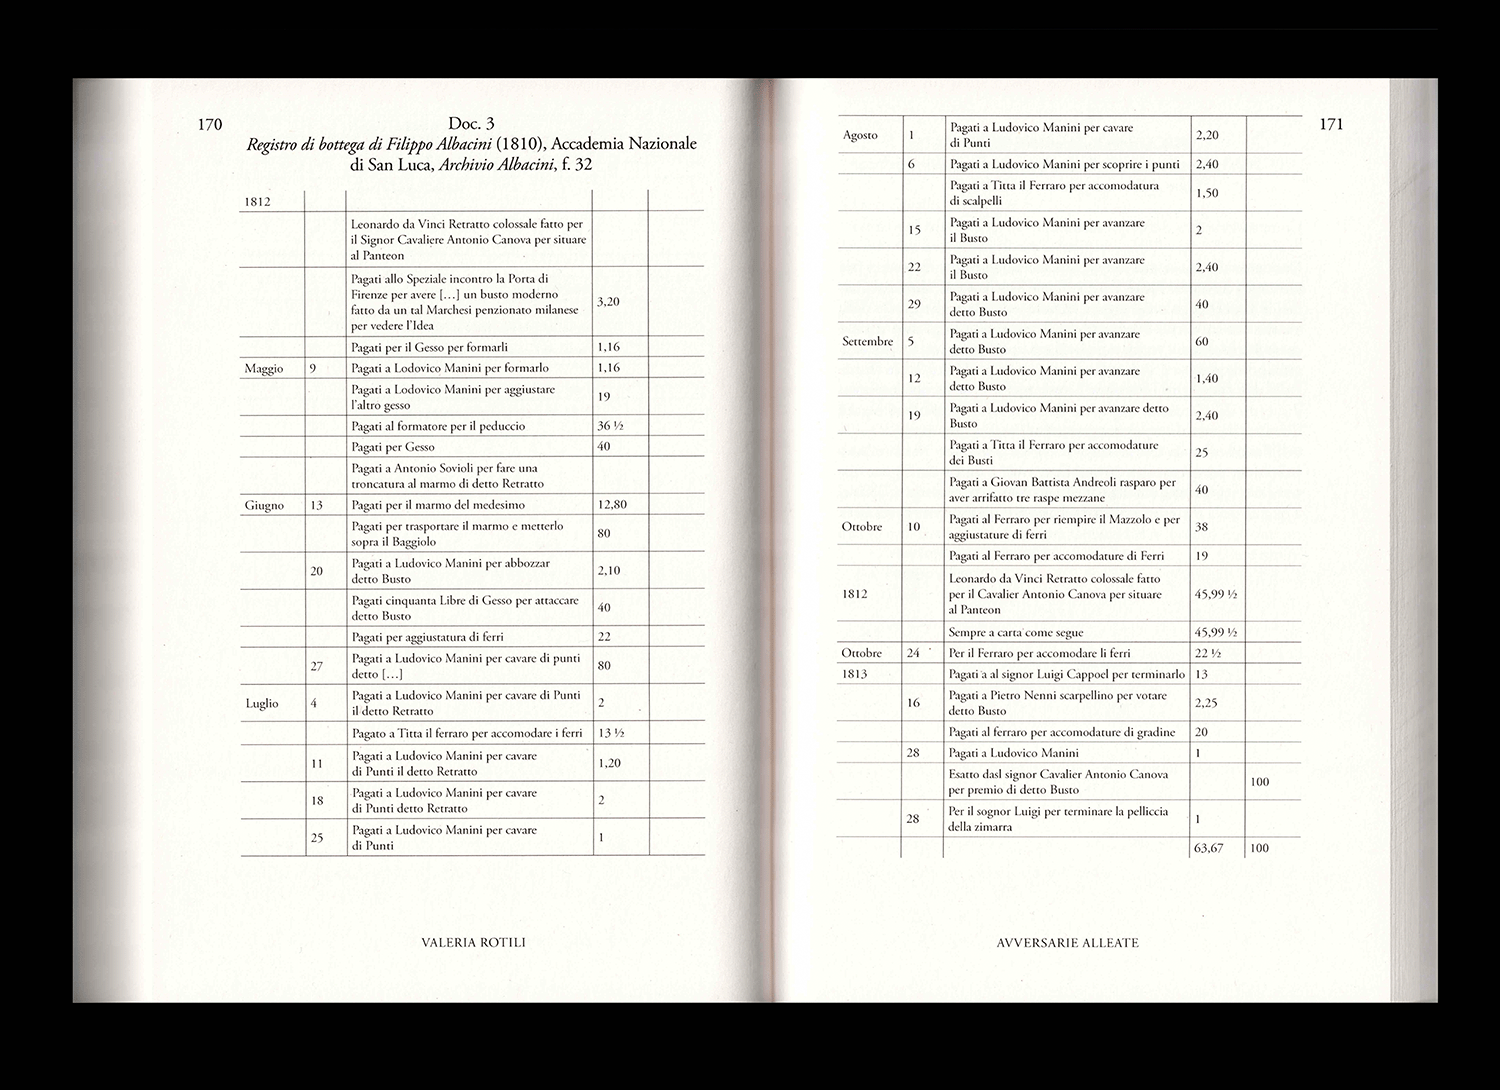 170
Doc. 3
Registro di bottega di Filippo Albacini (1810), Accademia Nazionale
di San Luca, Archivio Albacini, f. 32
1812
Leonardo da Vinci Retratto colossale fatto per
il Signor Cavaliere Antonio Canova per situare
al Panteon
Pagati allo Speziale incontro la Porta di
Firenze per avere […] un busto moderno
fatto da un tal Marchesi penzionato milanese
per vedere l'Idea
3,20
Pagati per il Gesso per formarli 1,16
Maggio 9 Pagati a Lodovico Manini per formarlo 1,16
Pagati a Lodovico Manini per aggiustare
l'altro gesso
19
Pagati al formatore per il peduccio 36 ½
Pagati per Gesso 40
Pagati a Antonio Sovioli per fare una
troncatura al marmo di detto Retratto
Giugno 13 Pagati per il marmo del medesimo 12,80
Pagati per trasportare il marmo e metterlo
sopra il Baggiolo
80
20 Pagati a Ludovico Manini per abbozzar
detto Busto
2,10
Pagati cinquanta Libre di Gesso per attaccare
detto Busto
40
Pagati per aggiustatura di ferri 22
27 Pagati a Ludovico Manini per cavare di punti
detto […]
80
Luglio 4 Pagati a Ludovico Manini per cavare di Punti
il detto Retratto
2
Pagato a Titta il ferraro per accomodare i ferri 13 ½
11 Pagati a Ludovico Manini per cavare
di Punti il detto Retratto
1,20
18 Pagati a Ludovico Manini per cavare
di Punti detto Retratto
2
25 Pagati a Ludovico Manini per cavare
di Punti
1
VALERIA ROTILI
171
Agosto 1 Pagati a Ludovico Manini per cavare
di Punti
2,20
6 Pagati a Ludovico Manini per scoprire i punti 2,40
Pagati a Titta il Ferraro per accomodatura
di scalpelli
1,50
15 Pagati a Ludovico Manini per avanzare
il Busto
2
22 Pagati a Ludovico Manini per avanzare
il Busto
2,40
29 Pagati a Ludovico Manini per avanzare
detto Busto
40
Settembre 5 Pagati a Ludovico Manini per avanzare
detto Busto
60
12 Pagati a Ludovico Manini per avanzare
detto Busto
1,40
19 Pagati a Ludovico Manini per avanzare detto
Busto
2,40
Pagati a Titta il Ferraro per accomodature
dei Busti
25
Pagati a Giovan Battista Andreoli rasparo per
aver arrifatto tre raspe mezzane
40
Ottobre 10 Pagati al Ferraro per riempire il Mazzolo e per
aggiustature di ferri
38
Pagati al Ferraro per accomodature di Ferri 19
1812 Leonardo da Vinci Retratto colossale fatto
per il Cavalier Antonio Canova per situare
al Panteon
45,99 ½
Sempre a carta come segue 45,99 ½
Ottobre 24 Per il Ferraro per accomodare li ferri 22 ½
1813 Pagati a al signor Luigi Cappoel per terminarlo 13
16 Pagati a Pietro Nenni scarpellino per votare
detto Busto
2,25
Pagati al ferraro per accomodature di gradine 20
28 Pagati a Ludovico Manini 1
Esatto dasl signor Cavalier Antonio Canova
per premio di detto Busto
100
28 Per il sognor Luigi per terminare la pelliccia
della zimarra
1
63,67 100
AVVERSARIE ALLEATE